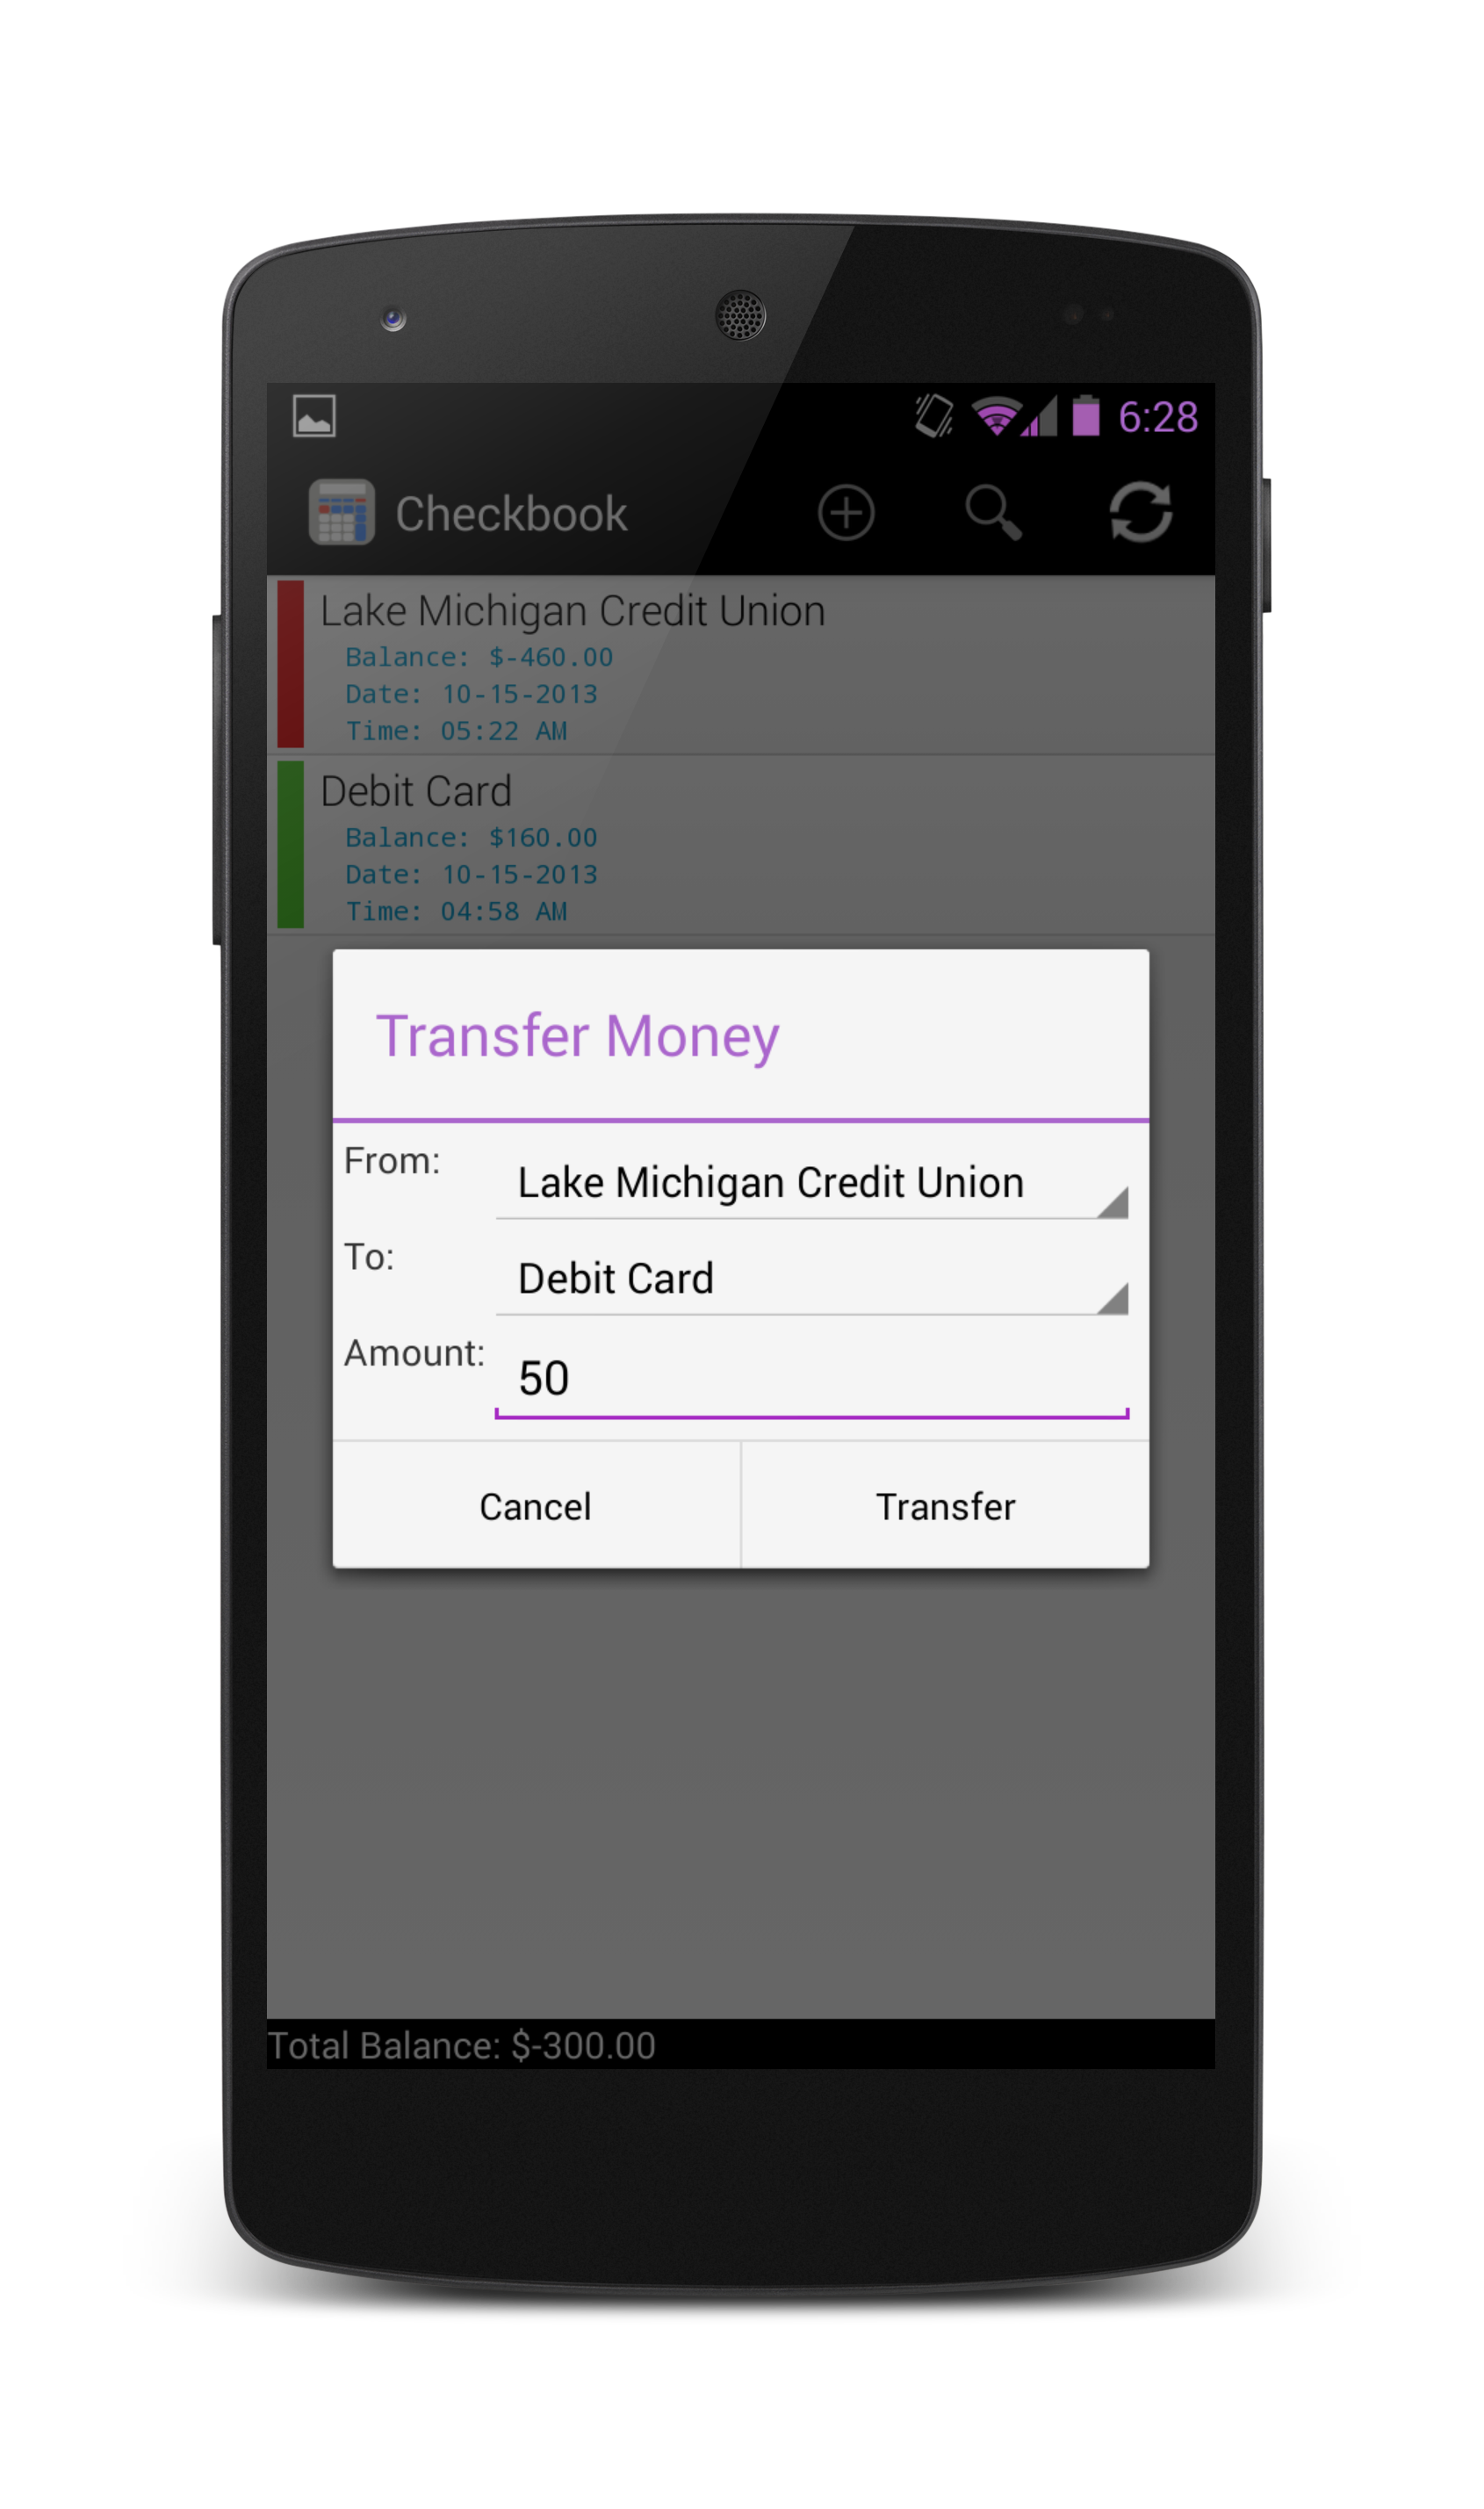 6:28
Checkbook
Lake Michigan Credit Union
Balance: $-460.00
Date: 10-15-2013
Time: 05:22 AM
Debit Card
Balance: $160.00
Date: 10-15-2013
Time: 04:58 AM
Transfer Money
From: Lake Michigan Credit Union
To: Debit Card
Amount: 50
Cancel Transfer
Total Balance: $-300.00